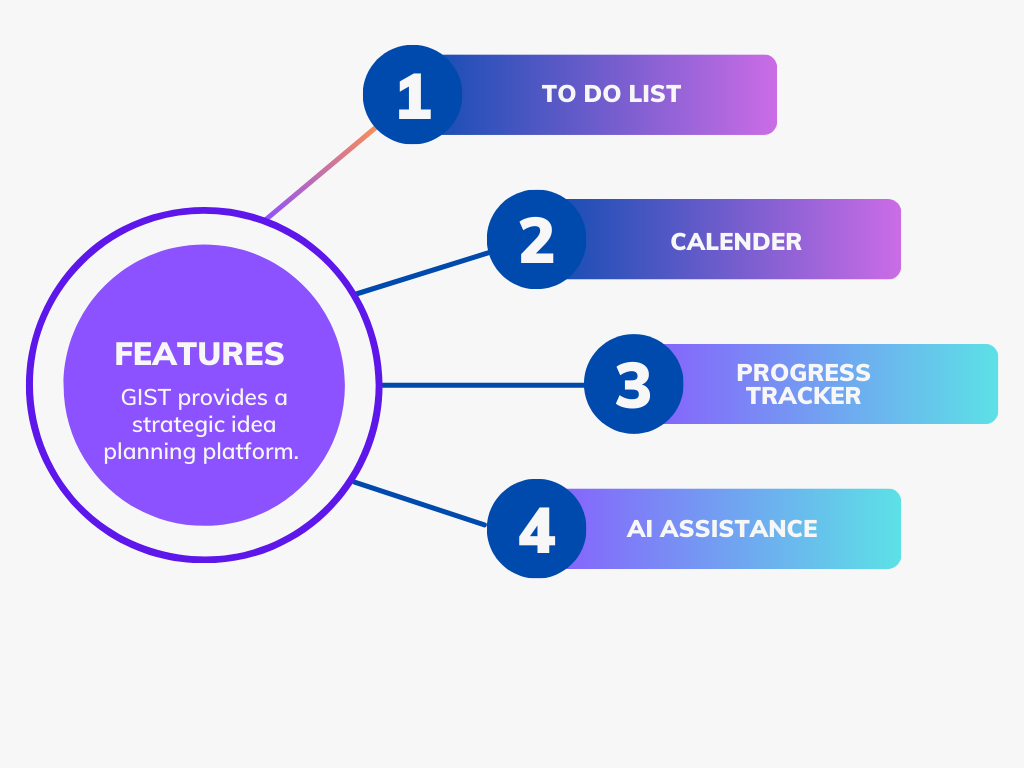 1
TO DO LIST
2
CALENDER
FEATURES
GIST provides a
strategic idea
planning platform.
3
PROGRESS
TRACKER
4
AI ASSISTANCE